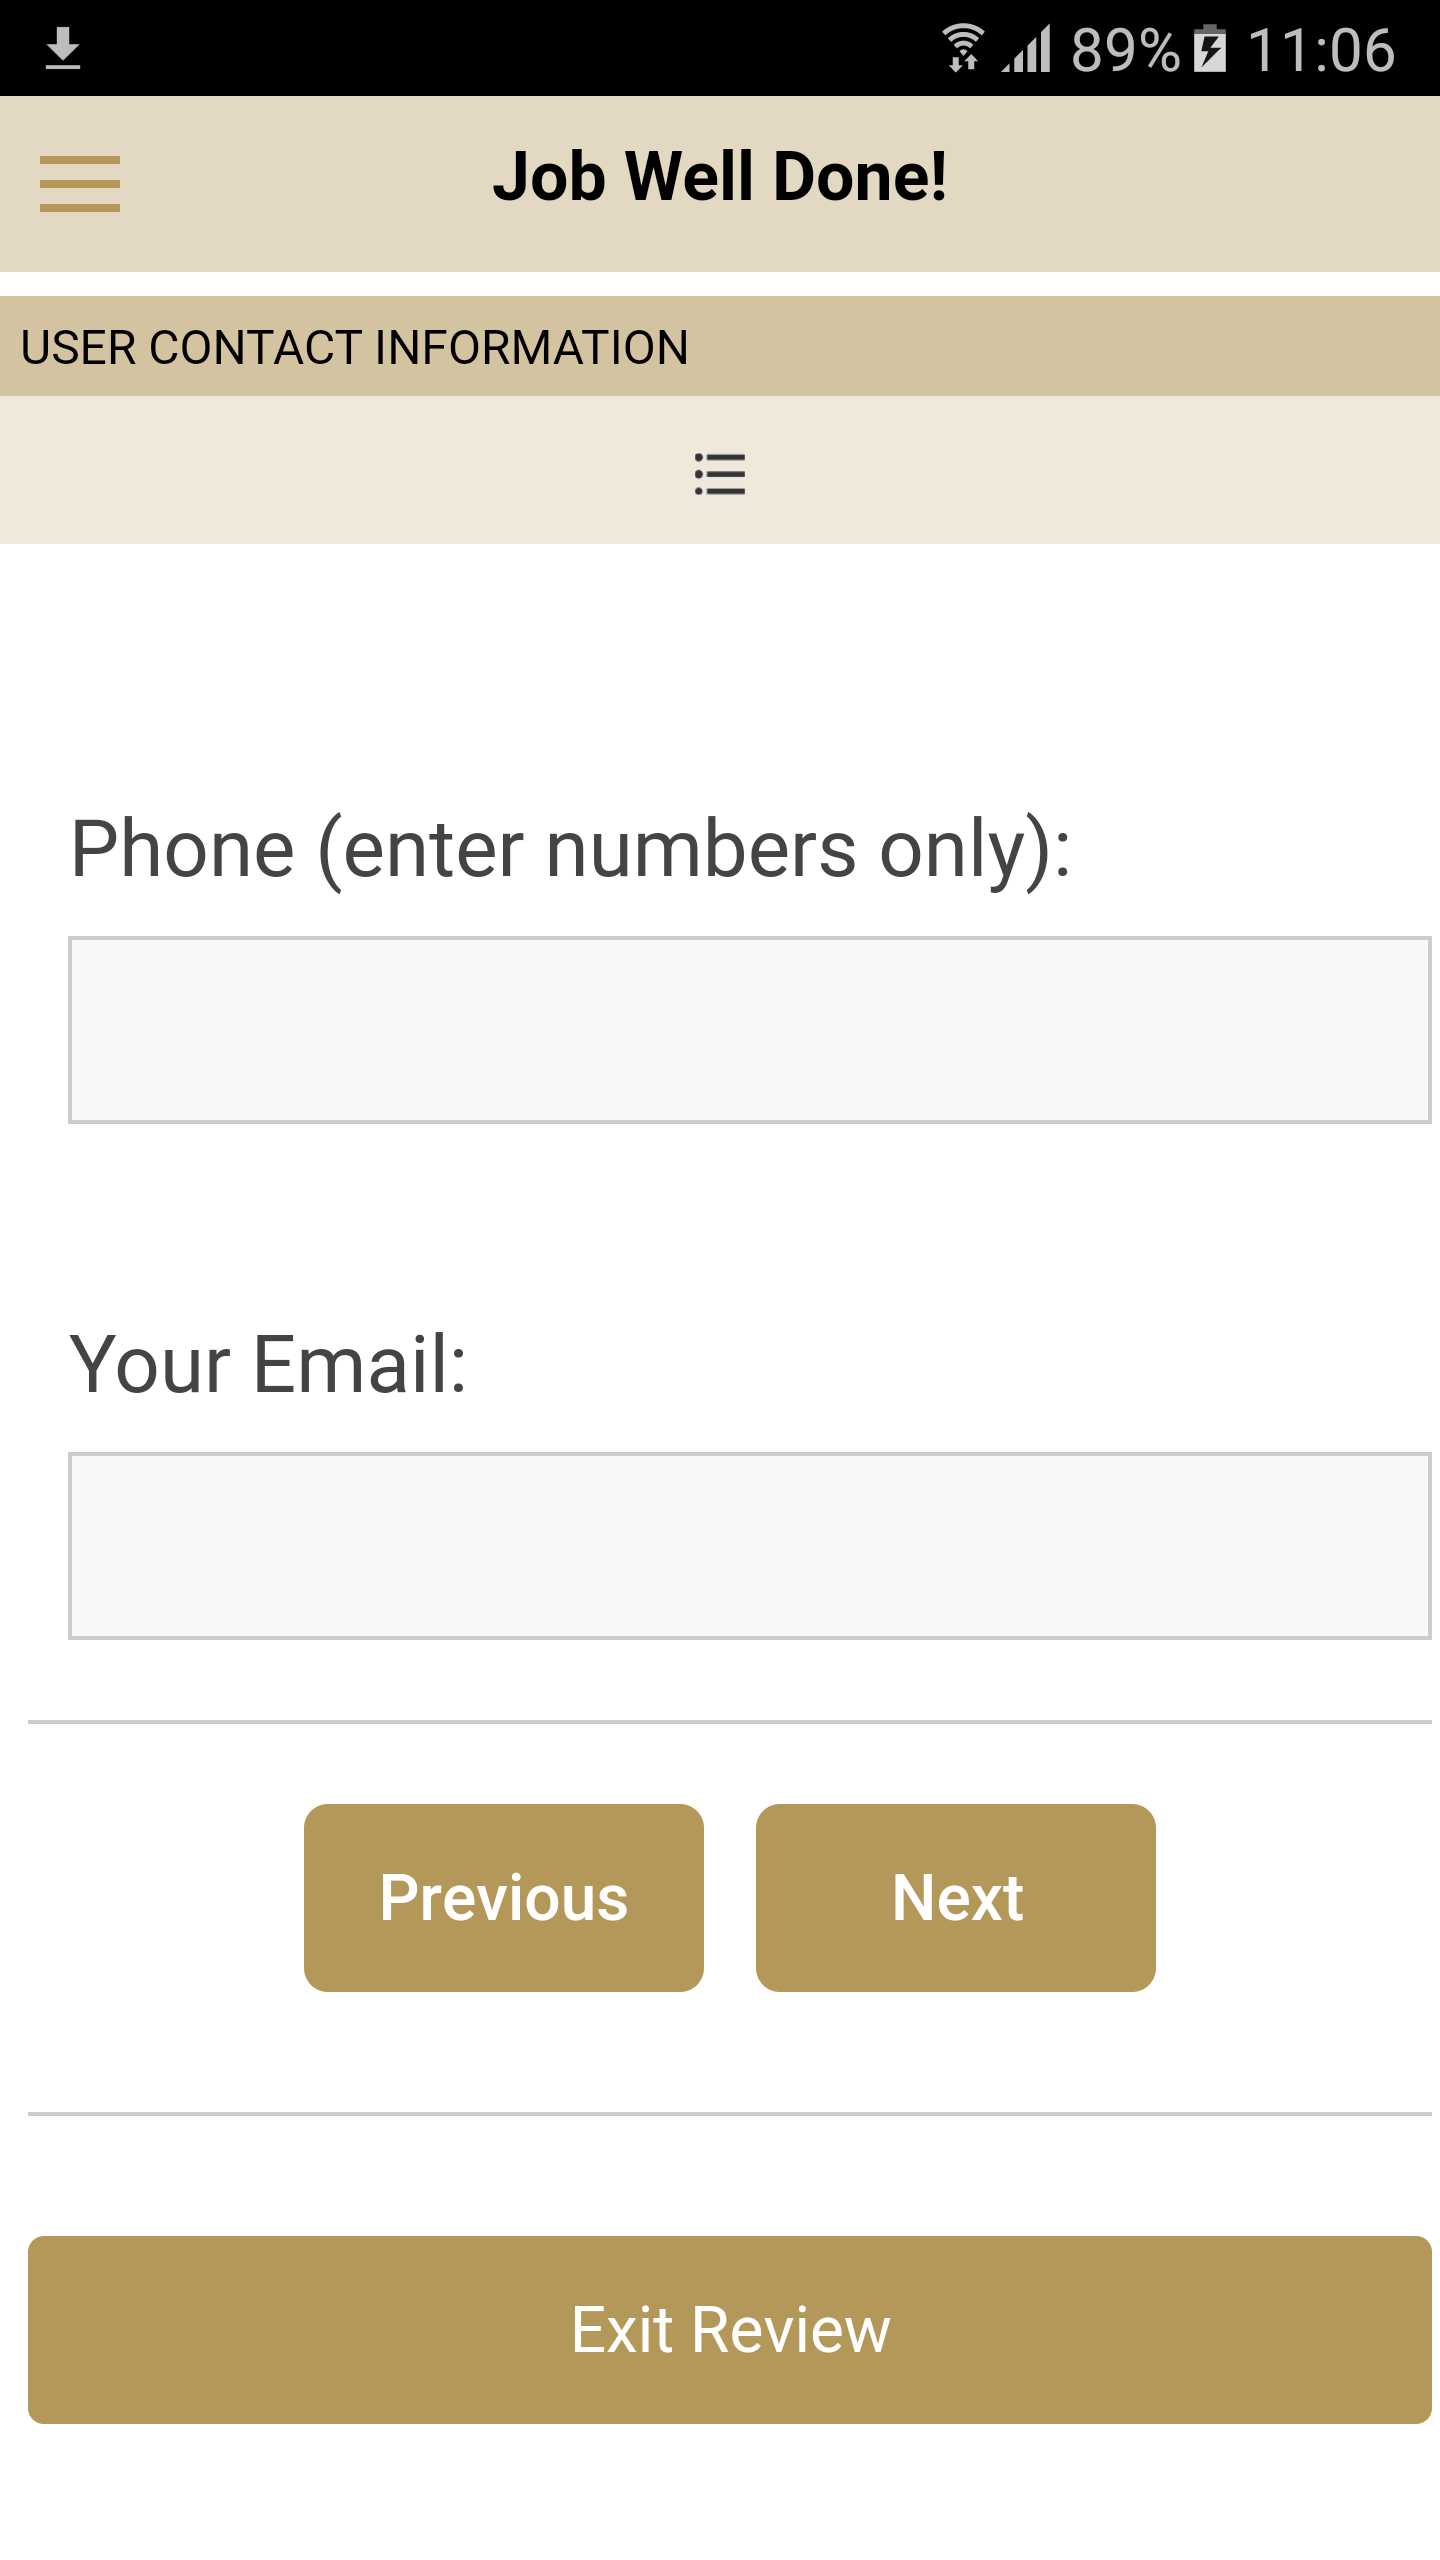 89% 11:06
Job Well Done!
USER CONTACT INFORMATION
Phone (enter numbers only):
Your Email:
Previous Next
Exit Review